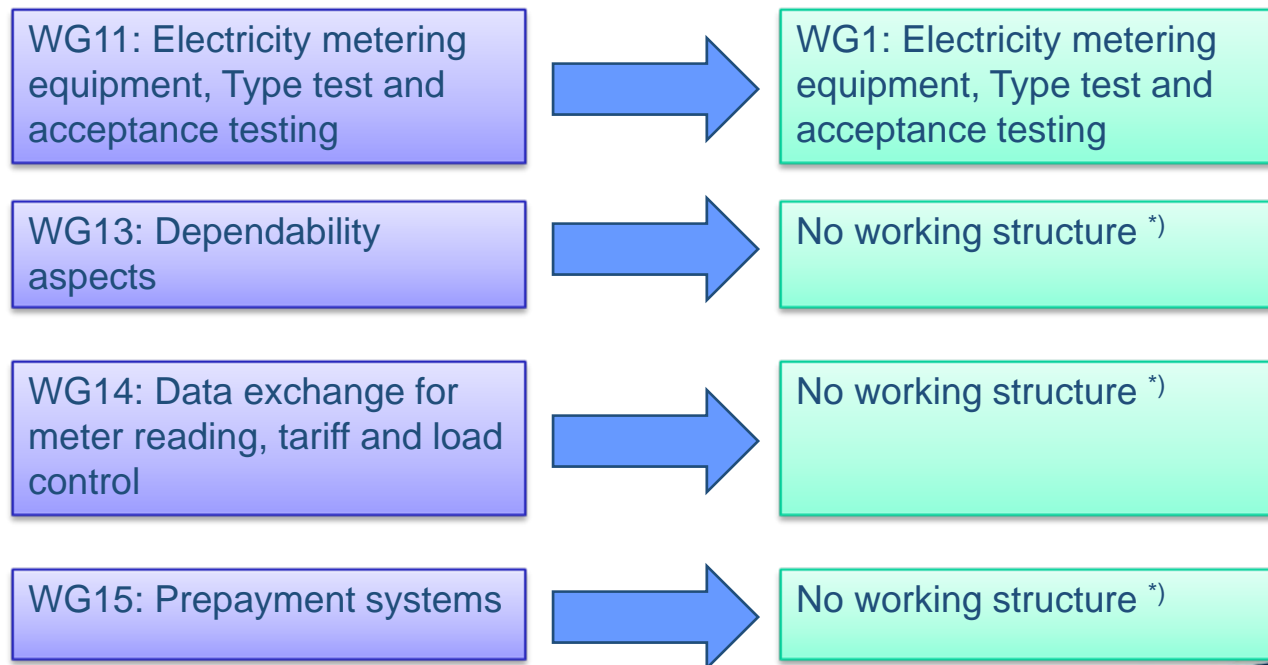 WG11: Electricity metering
equipment, Type test and
acceptance testing
WG1: Electricity metering
equipment, Type test and
acceptance testing
WG13: Dependability
aspects
No working structure *)
WG14: Data exchange for
meter reading, tariff and load
control
No working structure *)
WG15: Prepayment systems
No working structure *)